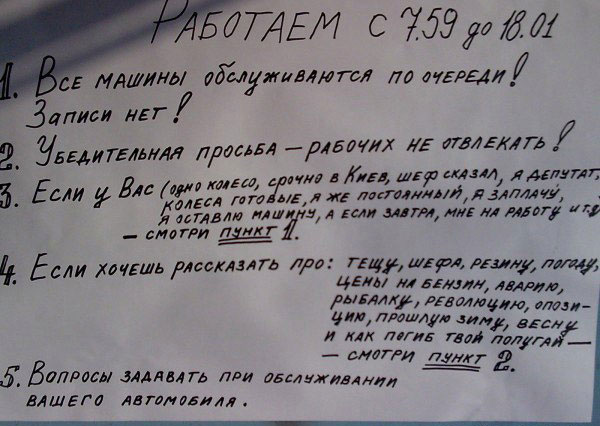 Работаем с 7.59 до 18.01
1. Все машины обслуживаются по очереди!
Записи нет!
2. Убедительная просьба — рабочих не отвлекать!
3. Если у Вас (одно колесо, срочно в Киев, шеф сказал, я депутат,
колеса готовые, я же постоянный, я заплачу,
я оставлю машину, а если завтра, мне на работу и т.д
— смотри пункт 1.
4. Если хочешь рассказать про: тещу, шефа, резину, погоду,
цены на бензин, аварию,
рыбалку, революцию, опози-
цию, прошлую зиму, весну
и как погиб твой попугай —
— смотри пункт 2.
5. Вопросы задавать при обслуживании
вашего автомобиля.